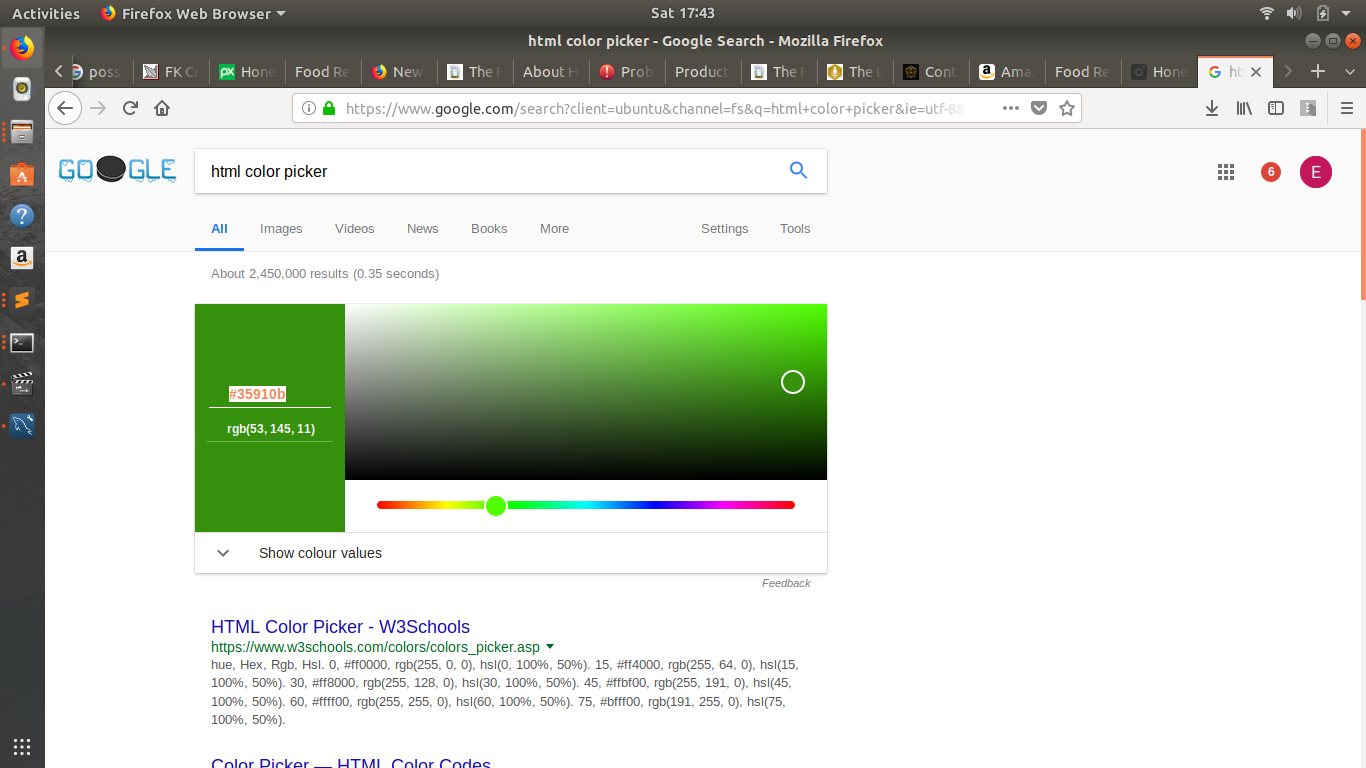 Activities Firefox Web Browser Sat 17:43
html color picker - Google Search - Mozilla Firefox
poss FK C Hone Food Re New The H About H Prob Product The H The L Cont Ama Food Re Hone ht
https://www.google.com/search?client=ubuntu&channel=fs&q=html+color+picker&ie=utf-8&
GOOGLE html color picker 6 E
All Images Videos News Books More Settings Tools
About 2,450,000 results (0.35 seconds)
#35910b
rgb(53, 145, 11)
Show colour values
Feedback
HTML Color Picker - W3Schools
https://www.w3schools.com/colors/colors_picker.asp
hue, Hex, Rgb, Hsl. 0, #ff0000, rgb(255, 0, 0), hsl(0, 100%, 50%). 15, #ff4000, rgb(255, 64, 0), hsl(15,
100%, 50%). 30, #ff8000, rgb(255, 128, 0), hsl(30, 100%, 50%). 45, #ffbf00, rgb(255, 191, 0), hsl(45,
100%, 50%). 60, #ffff00, rgb(255, 255, 0), hsl(60, 100%, 50%). 75, #bfff00, rgb(191, 255, 0), hsl(75,
100%, 50%).
Color Picker — HTML Color Codes